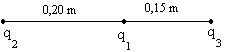 0,20 m 0,15 m
q₂ q₁ q₃